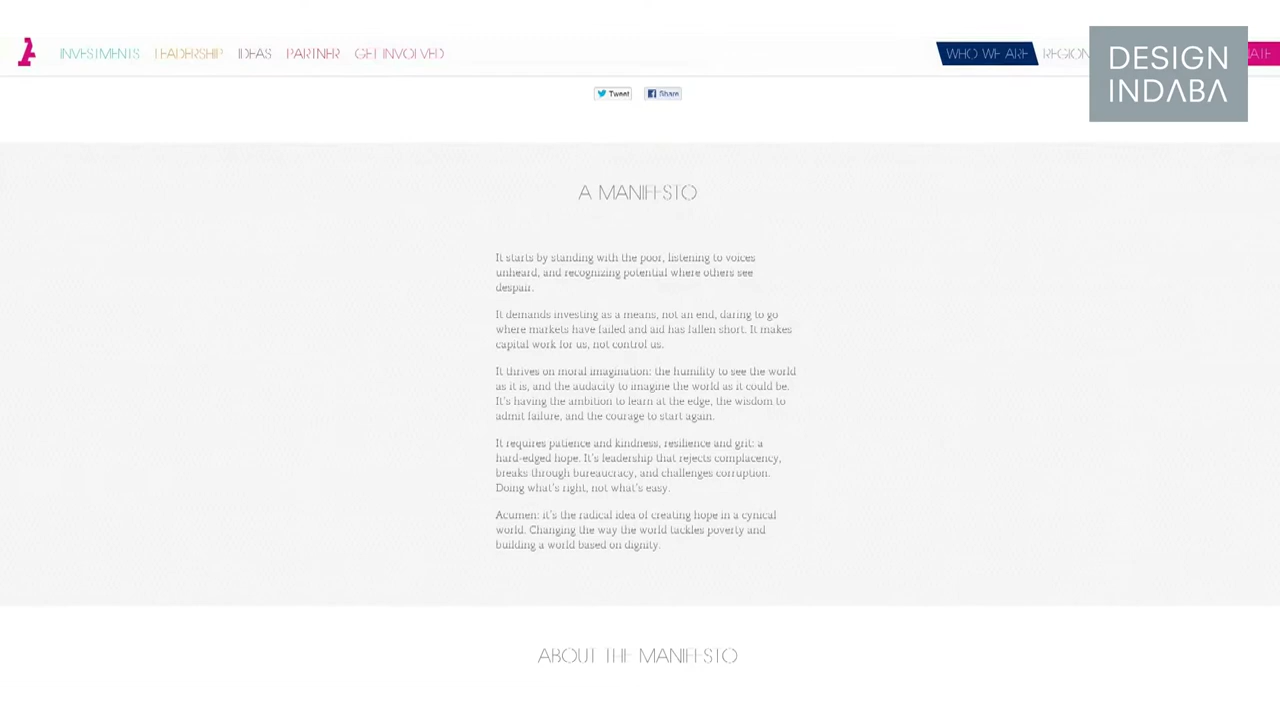 INVESTMENTS LEADERSHIP IDEAS PARTNER GET INVOLVED WHO WE ARE
DESIGN
INDABA
Tweet Share
A MANIFESTO
It starts by standing with the poor, listening to voices
unheard, and recognizing potential where others see
despair.
It demands investing as a means, not an end, daring to go
where markets have failed and aid has fallen short. It makes
capital work for us, not control us.
It thrives on moral imagination: the humility to see the world
as it is, and the audacity to imagine the world as it could be.
It's having the ambition to learn at the edge, the wisdom to
admit failure, and the courage to start again.
It requires patience and kindness, resilience and grit: a
hard-edged hope. It's leadership that rejects complacency,
breaks through bureaucracy, and challenges corruption.
Doing what's right, not what's easy.
Acumen: it's the radical idea of creating hope in a cynical
world. Changing the way the world tackles poverty and
building a world based on dignity.
ABOUT THE MANIFESTO